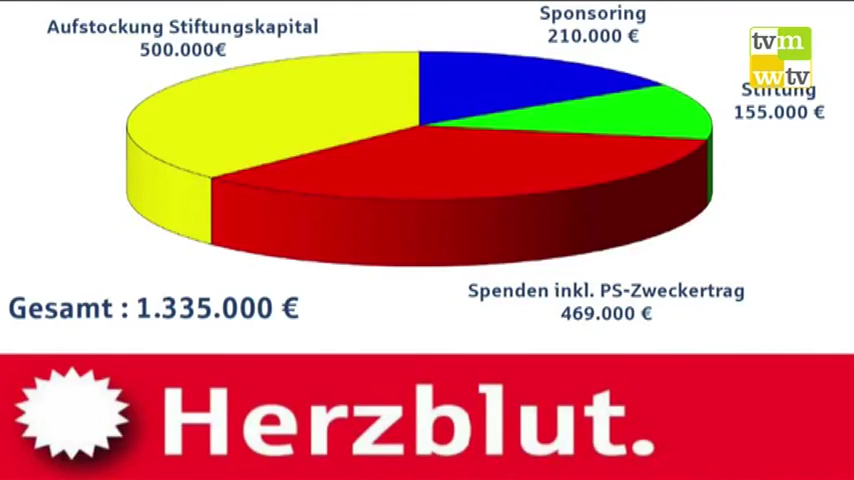 Aufstockung Stiftungskapital
500.000€
Sponsoring
210.000 €
tvm
wwtv
Stiftung
155.000 €
Spenden inkl. PS-Zweckertrag
469.000 €
Gesamt : 1.335.000 €
Herzblut.